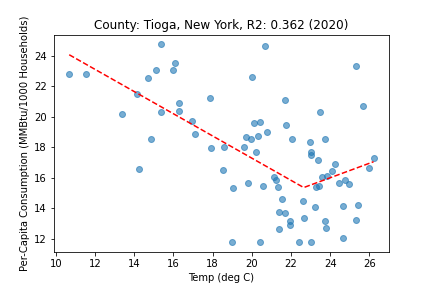 County: Tioga, New York, R2: 0.362 (2020)
Per-Capita Consumption (MMBtu/1000 Households)
24
22
20
18
16
14
12
10 12 14 16 18 20 22 24 26
Temp (deg C)